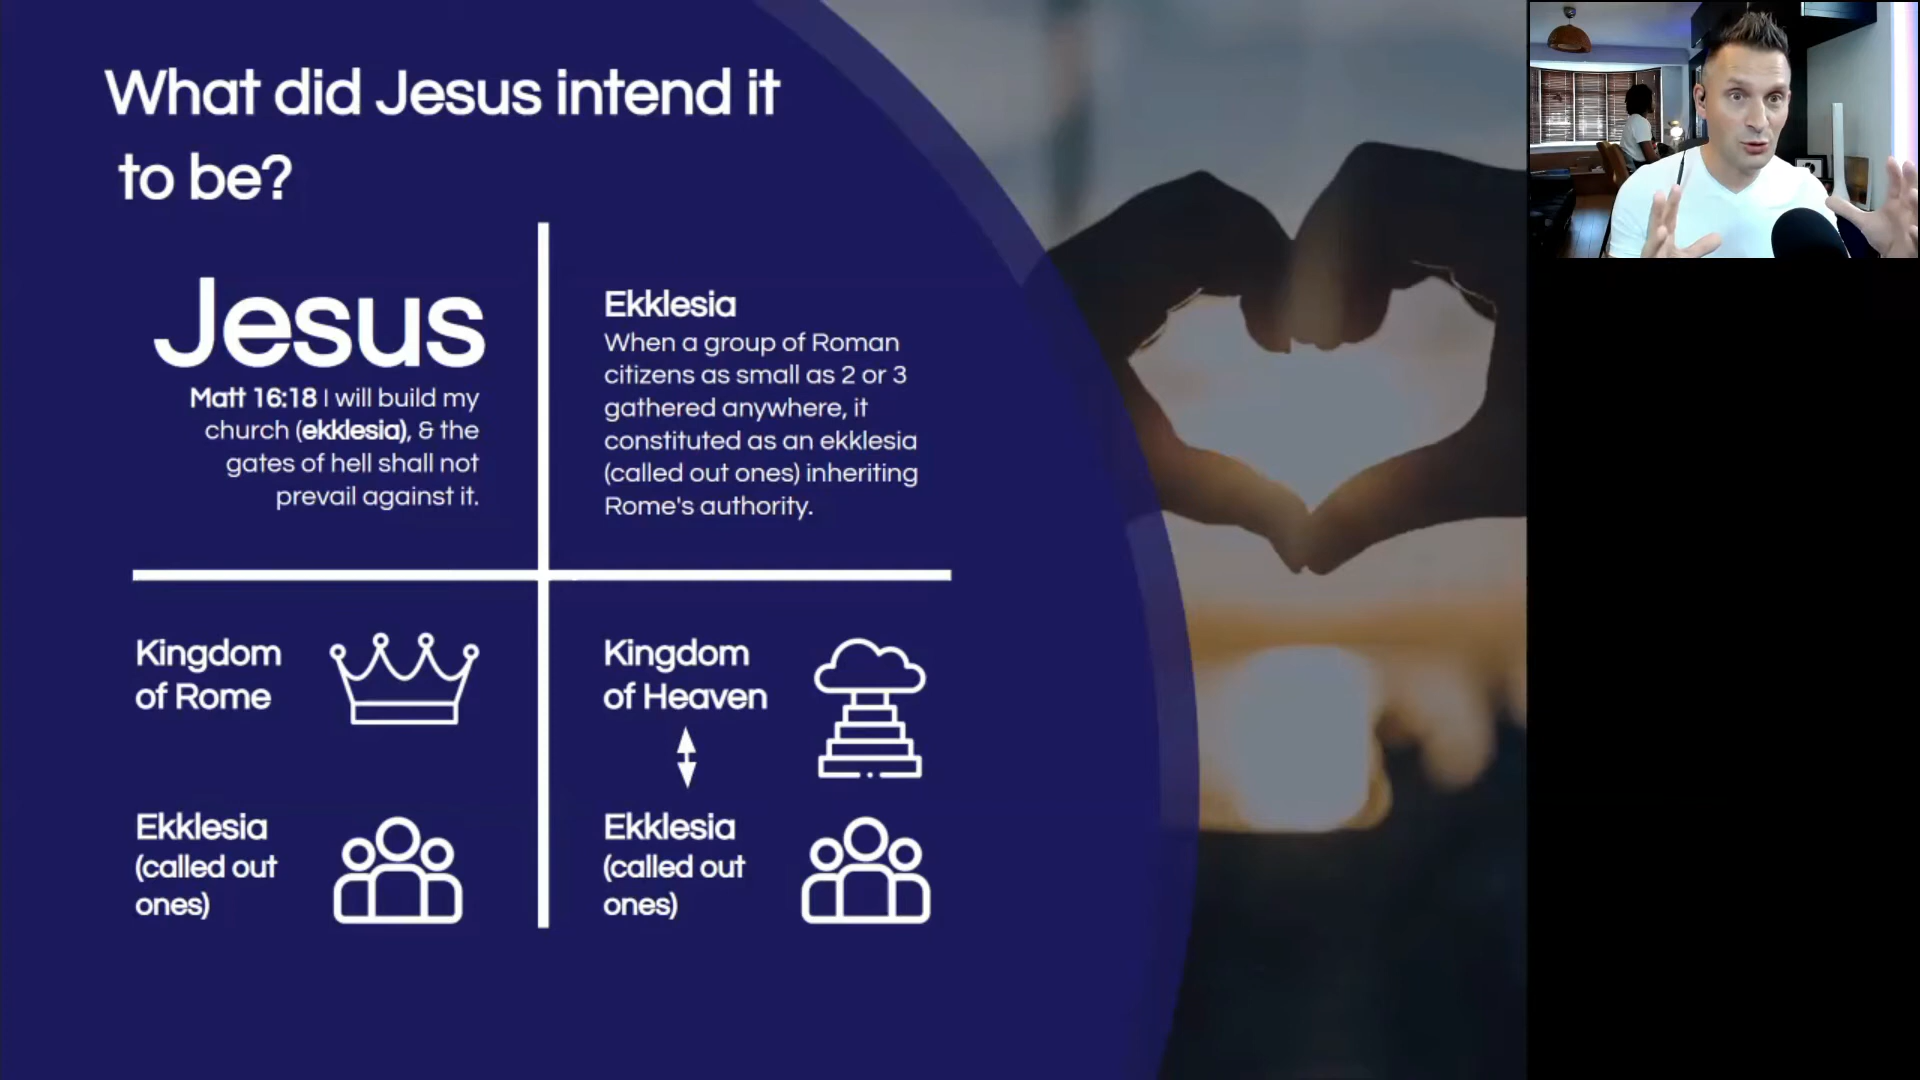 What did Jesus intend it
to be?
Jesus
Matt 16:18 I will build my
church (ekklesia), & the
gates of hell shall not
prevail against it.
Ekklesia
When a group of Roman
citizens as small as 2 or 3
gathered anywhere, it
constituted as an ekklesia
(called out ones) inheriting
Rome's authority.
Kingdom
of Rome
Ekklesia
(called out
ones)
Kingdom
of Heaven
Ekklesia
(called out
ones)